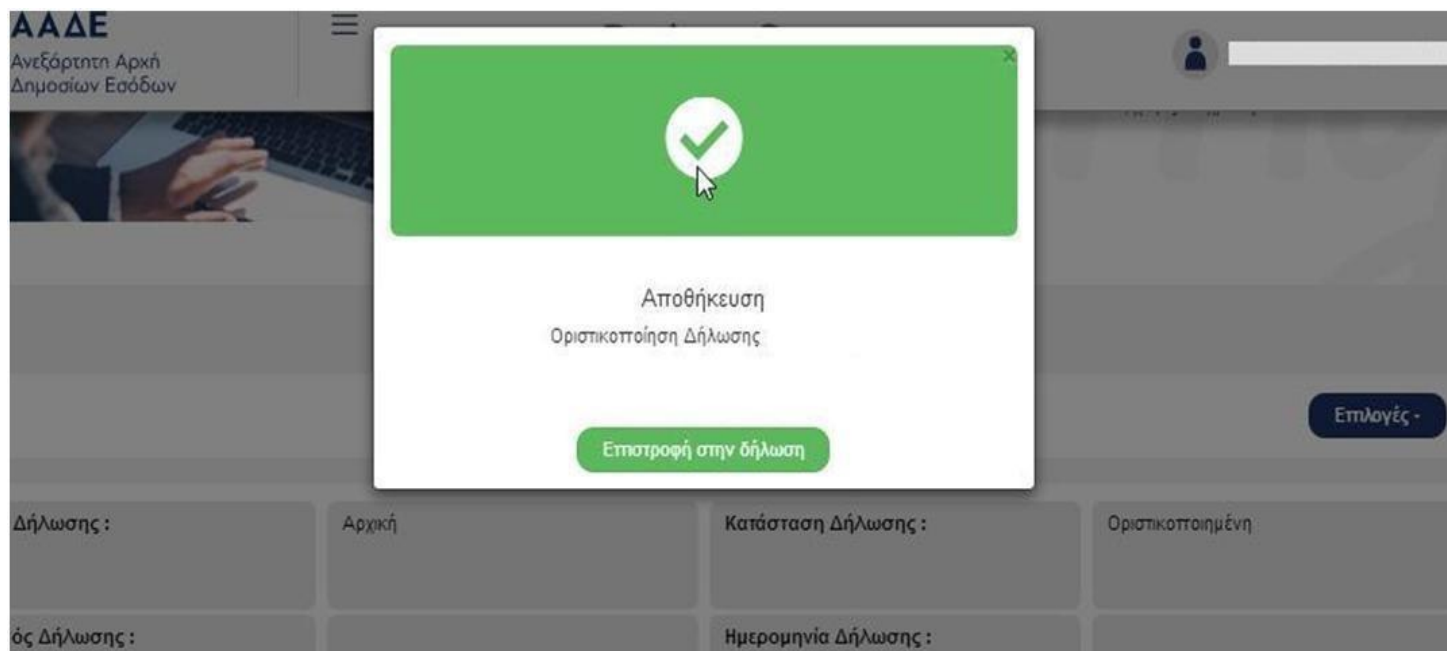 ΑΑΔΕ
Ανεξάρτητη Αρχή
Δημοσίων Εσόδων
×
Αποθήκευση
Οριστικοποίηση Δήλωσης
Επιστροφή στην δήλωση
Επιλογές -
Δήλωσης :
Αρχική
Κατάσταση Δήλωσης :
Οριστικοποιημένη
ός Δήλωσης :
Ημερομηνία Δήλωσης :